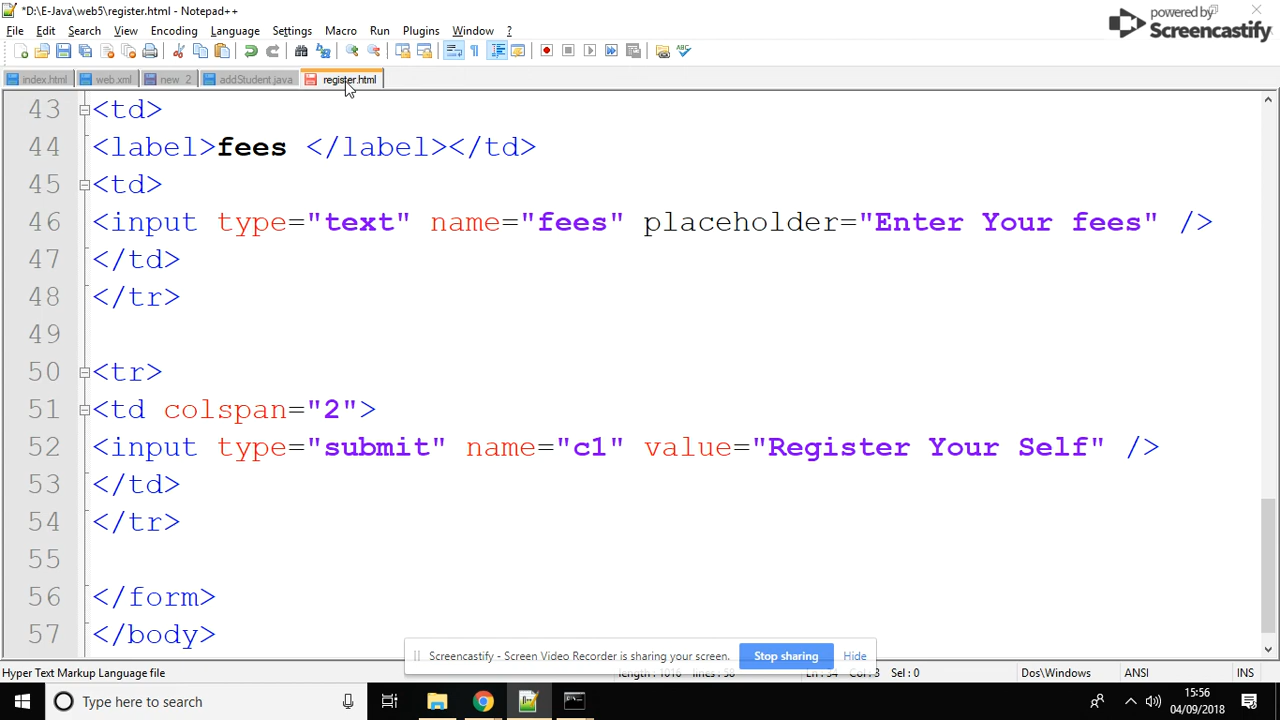 *D:\E-Java\web5\register.html - Notepad++
powered by
Screencastify
File Edit Search View Encoding Language Settings Macro Run Plugins Window ?
index.html web.xml new 2 addStudent.java register.html
43 <td>
44 <label>fees </label></td>
45 <td>
46 <input type="text" name="fees" placeholder="Enter Your fees" />
47 </td>
48 </tr>
49
50 <tr>
51 <td colspan="2">
52 <input type="submit" name="c1" value="Register Your Self" />
53 </td>
54 </tr>
55
56 </form>
57 </body>
Screencastify - Screen Video Recorder is sharing your screen. Stop sharing Hide
Hyper Text Markup Language file Sel : 0 Dos\Windows ANSI INS
Type here to search
15:56
04/09/2018